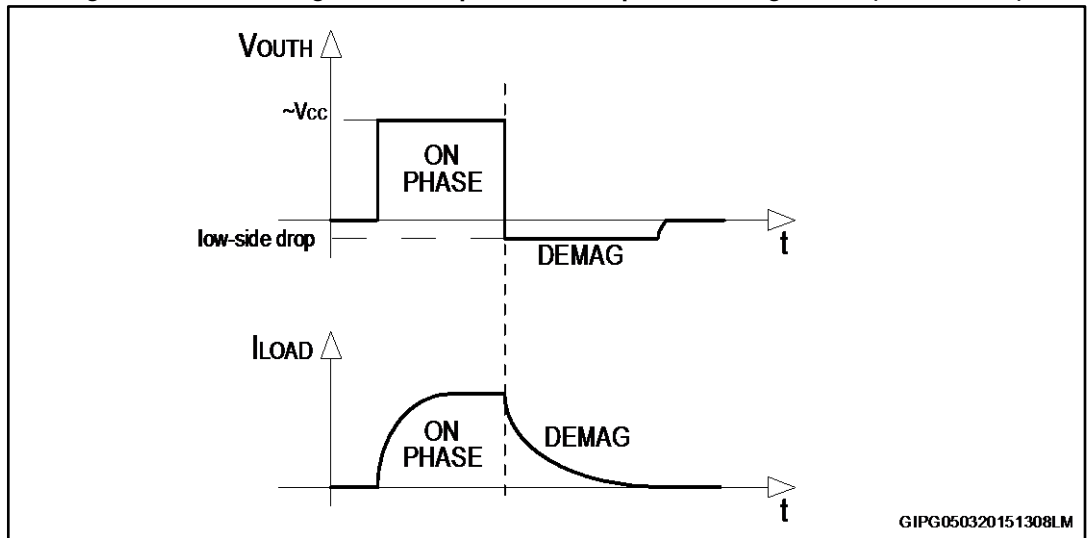 VOUTH
~Vcc
ON
PHASE
low-side drop
DEMAG
t
ILOAD
ON
PHASE
DEMAG
t
GIPG050320151308LM